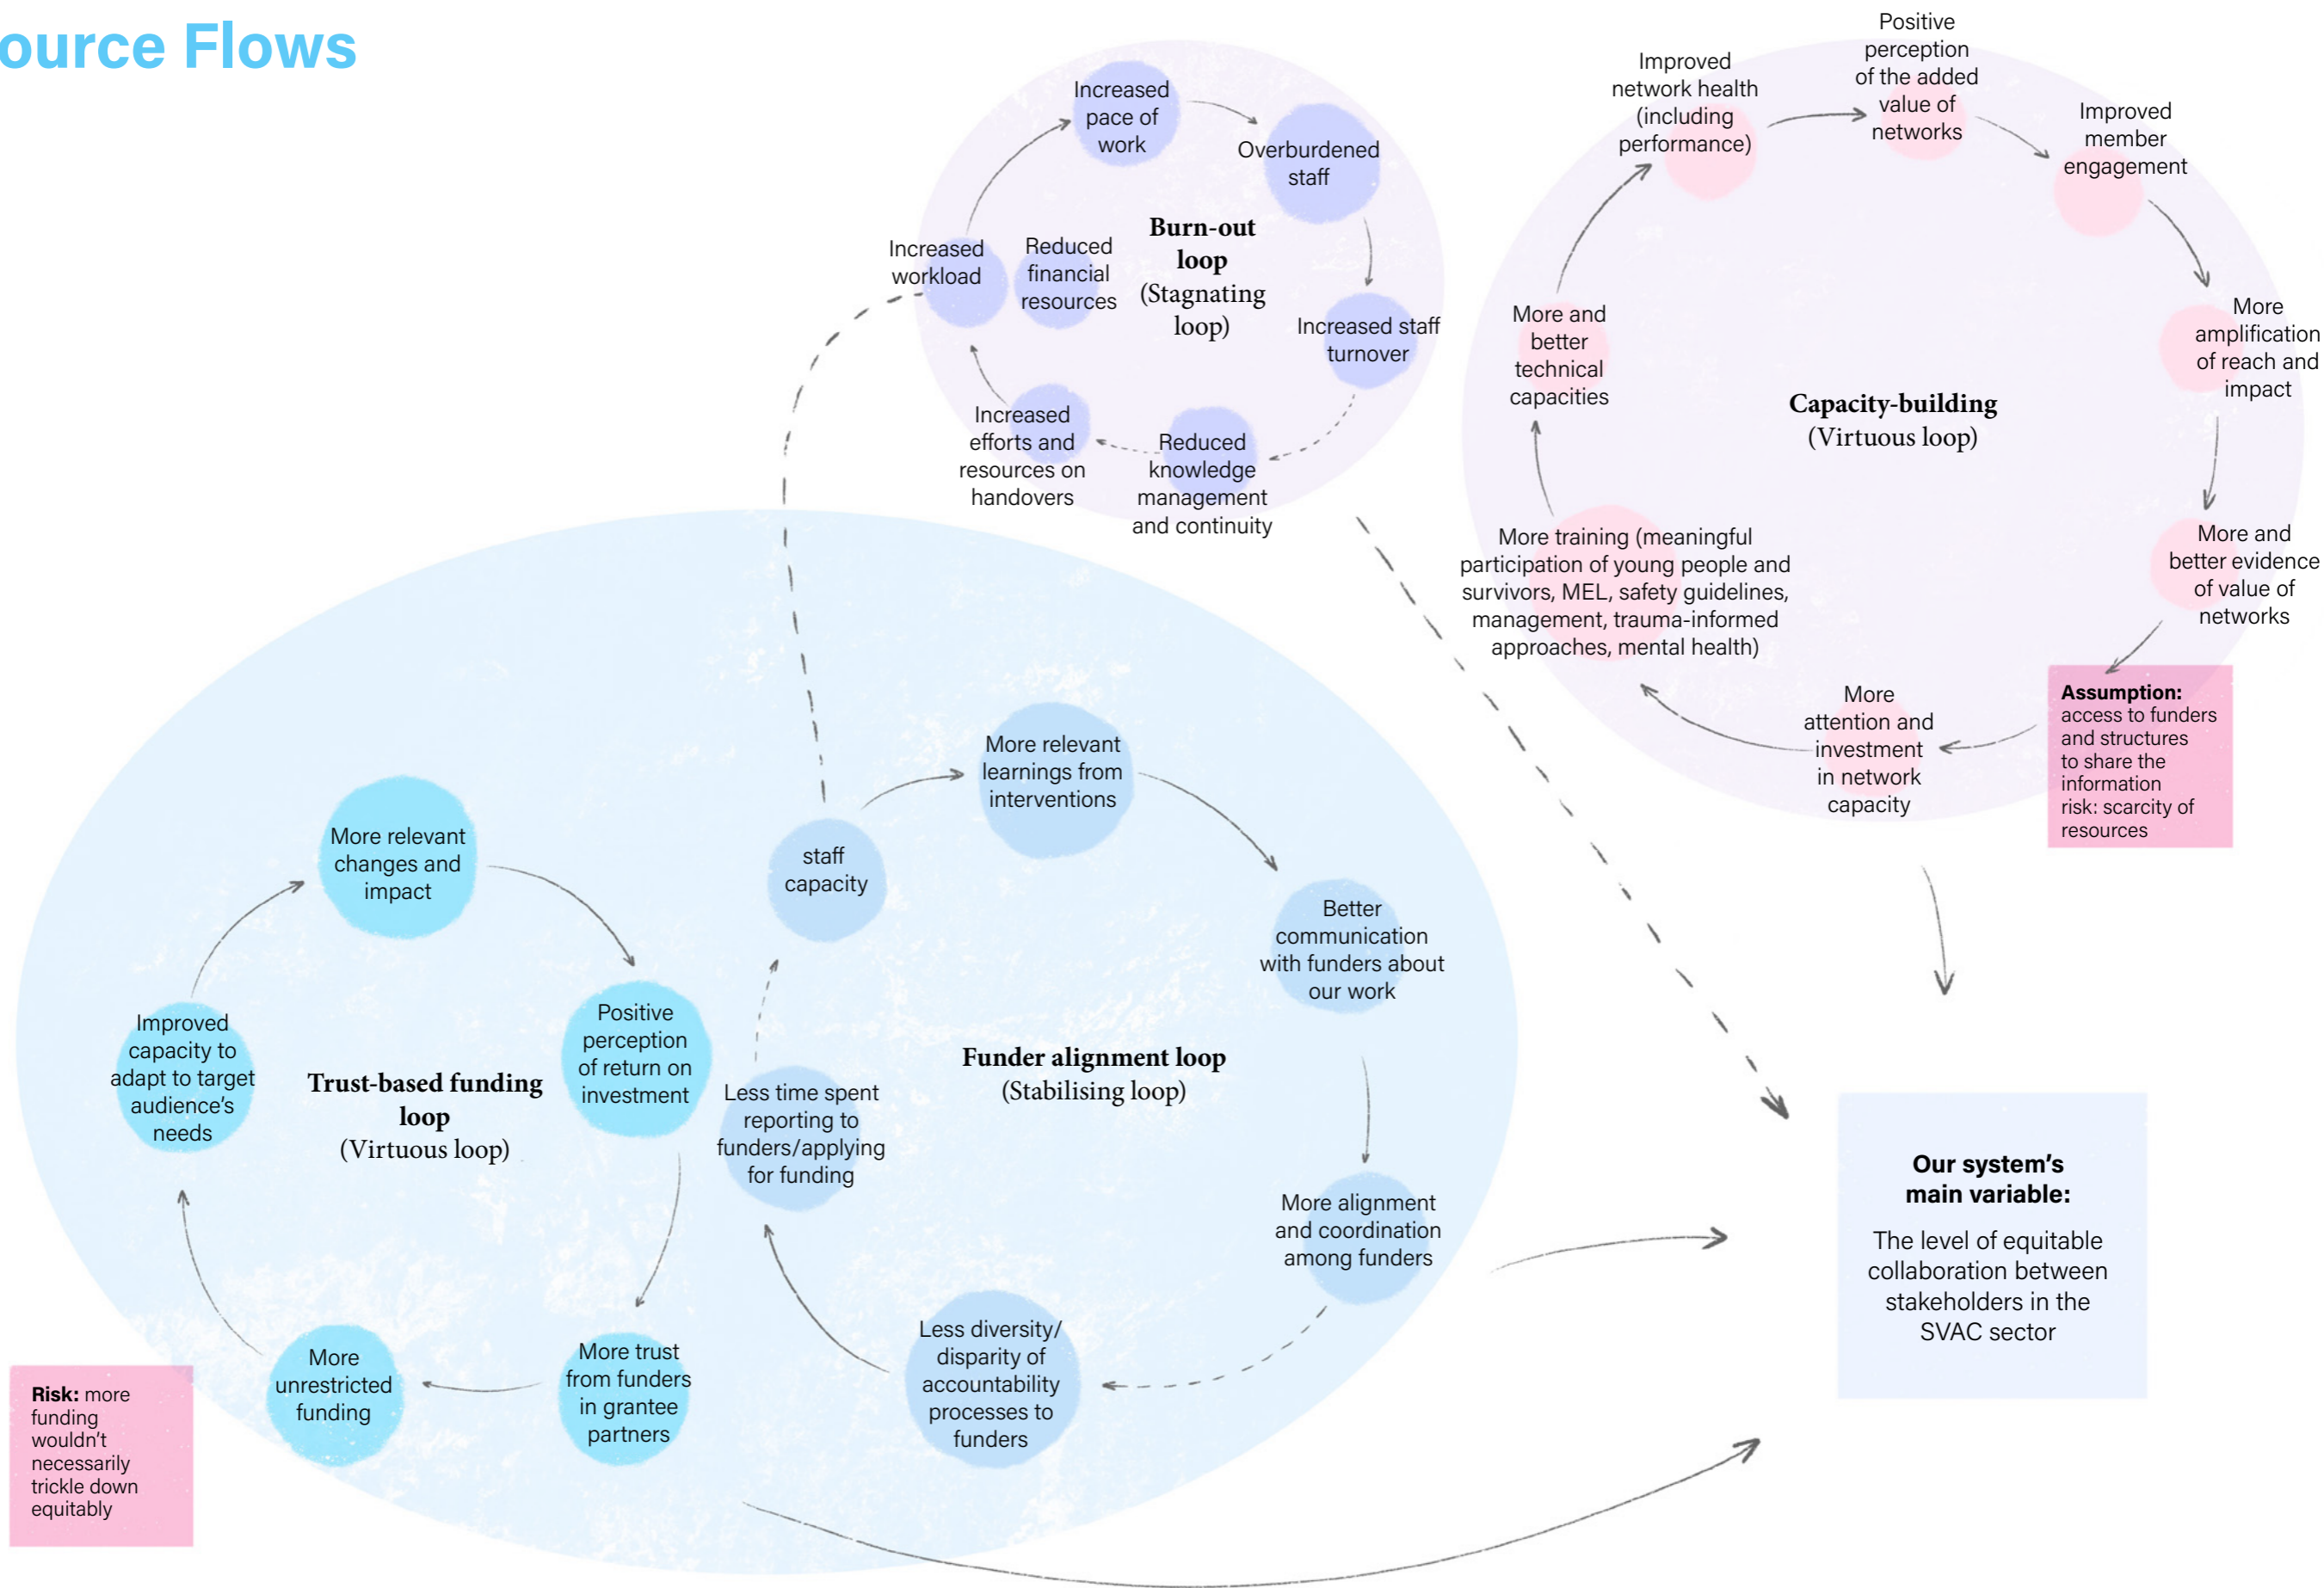 ource Flows
Increased
pace of
work
Overburdened
staff
Increased staff
turnover
Reduced
knowledge
management
and continuity
Increased
efforts and
resources on
handovers
Increased
workload
Reduced
financial
resources
Burn-out
loop
(Stagnating
loop)
Improved
network health
(including
performance)
Positive
perception
of the added
value of
networks
Improved
member
engagement
More
amplification
of reach and
impact
More and
better evidence
of value of
networks
Assumption:
access to funders
and structures
to share the
information
risk: scarcity of
resources
More
attention and
investment
in network
capacity
More training (meaningful
participation of young people and
survivors, MEL, safety guidelines,
management, trauma-informed
approaches, mental health)
More and
better
technical
capacities
Capacity-building
(Virtuous loop)
More relevant
changes and
impact
Positive
perception
of return on
investment
More trust
from funders
in grantee
partners
More
unrestricted
funding
Improved
capacity to
adapt to target
audience’s
needs
Trust-based funding
loop
(Virtuous loop)
Risk: more
funding
wouldn’t
necessarily
trickle down
equitably
staff
capacity
More relevant
learnings from
interventions
Better
communication
with funders about
our work
More alignment
and coordination
among funders
Less diversity/
disparity of
accountability
processes to
funders
Less time spent
reporting to
funders/applying
for funding
Funder alignment loop
(Stabilising loop)
Our system’s
main variable:
The level of equitable
collaboration between
stakeholders in the
SVAC sector